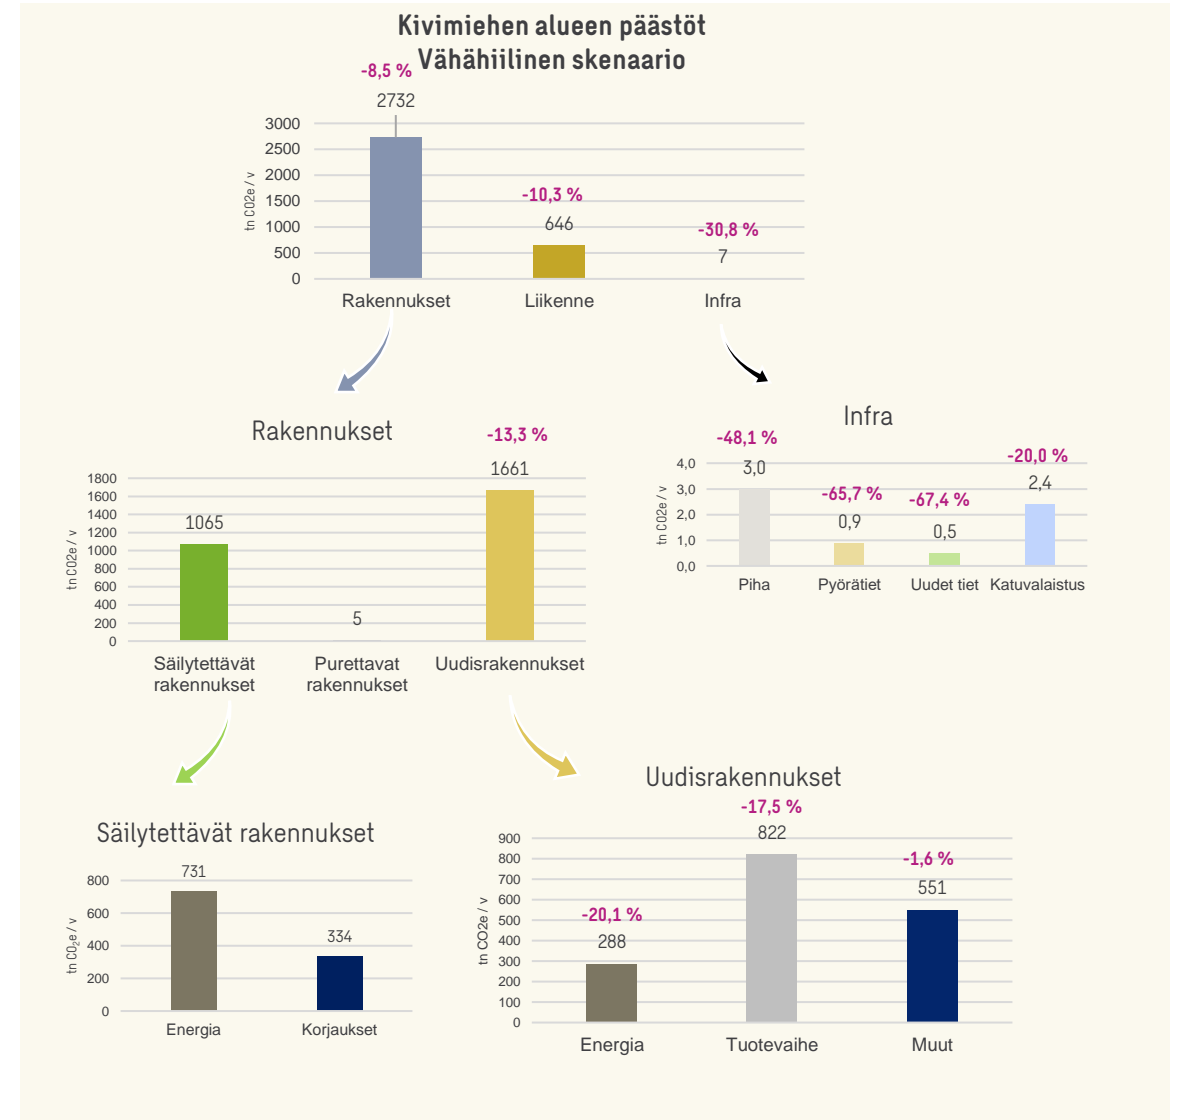 Kivimiehen alueen päästöt
Vähähiilinen skenaario
-8,5 %
2732
3000
2500
2000
1500
1000
500
0
tn CO2e / v
-10,3 %
646
-30,8 %
7
Rakennukset
Liikenne
Infra
Rakennukset
-13,3 %
1661
1800
1600
1400
1200
1000
800
600
400
200
0
tn CO2e / v
1065
5
Säilytettävät
rakennukset
Purettavat
rakennukset
Uudisrakennukset
Infra
-48,1 %
3,0
-20,0 %
2,4
-65,7 %
0,9
-67,4 %
0,5
4,0
3,0
2,0
1,0
0,0
tn CO2e / v
Piha
Pyörätiet
Uudet tiet
Katuvalaistus
Säilytettävät rakennukset
731
334
800
600
400
200
0
tn CO₂e / v
Energia
Korjaukset
Uudisrakennukset
-17,5 %
822
-1,6 %
551
-20,1 %
288
900
800
700
600
500
400
300
200
100
0
tn CO2e / v
Energia
Tuotevaihe
Muut